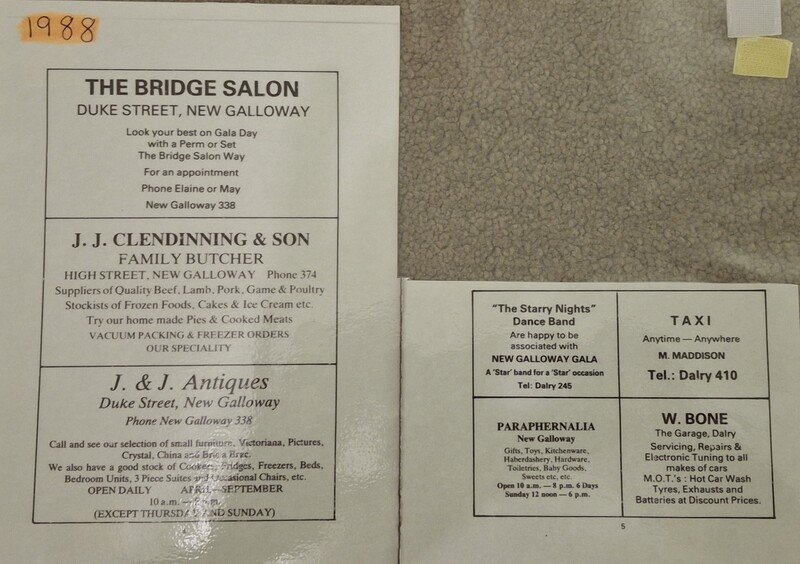 1988
THE BRIDGE SALON
DUKE STREET, NEW GALLOWAY
Look your best on Gala Day
with a Perm or Set
The Bridge Salon Way
For an appointment
Phone Elaine or May
New Galloway 338
J. J. CLENDINNING & SON
FAMILY BUTCHER
HIGH STREET, NEW GALLOWAY Phone 374
Suppliers of Quality Beef, Lamb, Pork, Game & Poultry
Stockists of Frozen Foods, Cakes & Ice Cream etc.
Try our home made Pies & Cooked Meats
VACUUM PACKING & FREEZER ORDERS
OUR SPECIALITY
J. & J. Antiques
Duke Street, New Galloway
Phone New Galloway 338
Call and see our selection of small furniture, Victoriana, Pictures,
Crystal, China and Bric a Brac.
We also have a good stock of Cookers, Fridges, Freezers, Beds,
Bedroom Units, 3 Piece Suites and Occasional Chairs, etc.
OPEN DAILY APRIL—SEPTEMBER
10 a.m. —
(EXCEPT THURSDAY AND SUNDAY)
"The Starry Nights"
Dance Band
Are happy to be
associated with
NEW GALLOWAY GALA
A 'Star' band for a 'Star' occasion
Tel: Dalry 245
TAXI
Anytime — Anywhere
M. MADDISON
Tel.: Dalry 410
PARAPHERNALIA
New Galloway
Gifts, Toys, Kitchenware,
Haberdashery, Hardware,
Toiletries, Baby Goods,
Sweets etc. etc.
Open 10 a.m. — 8 p.m. 6 Days
Sunday 12 noon — 6 p.m.
W. BONE
The Garage, Dalry
Servicing, Repairs &
Electronic Tuning to all
makes of cars
M.O.T.'s : Hot Car Wash
Tyres, Exhausts and
Batteries at Discount Prices.
5